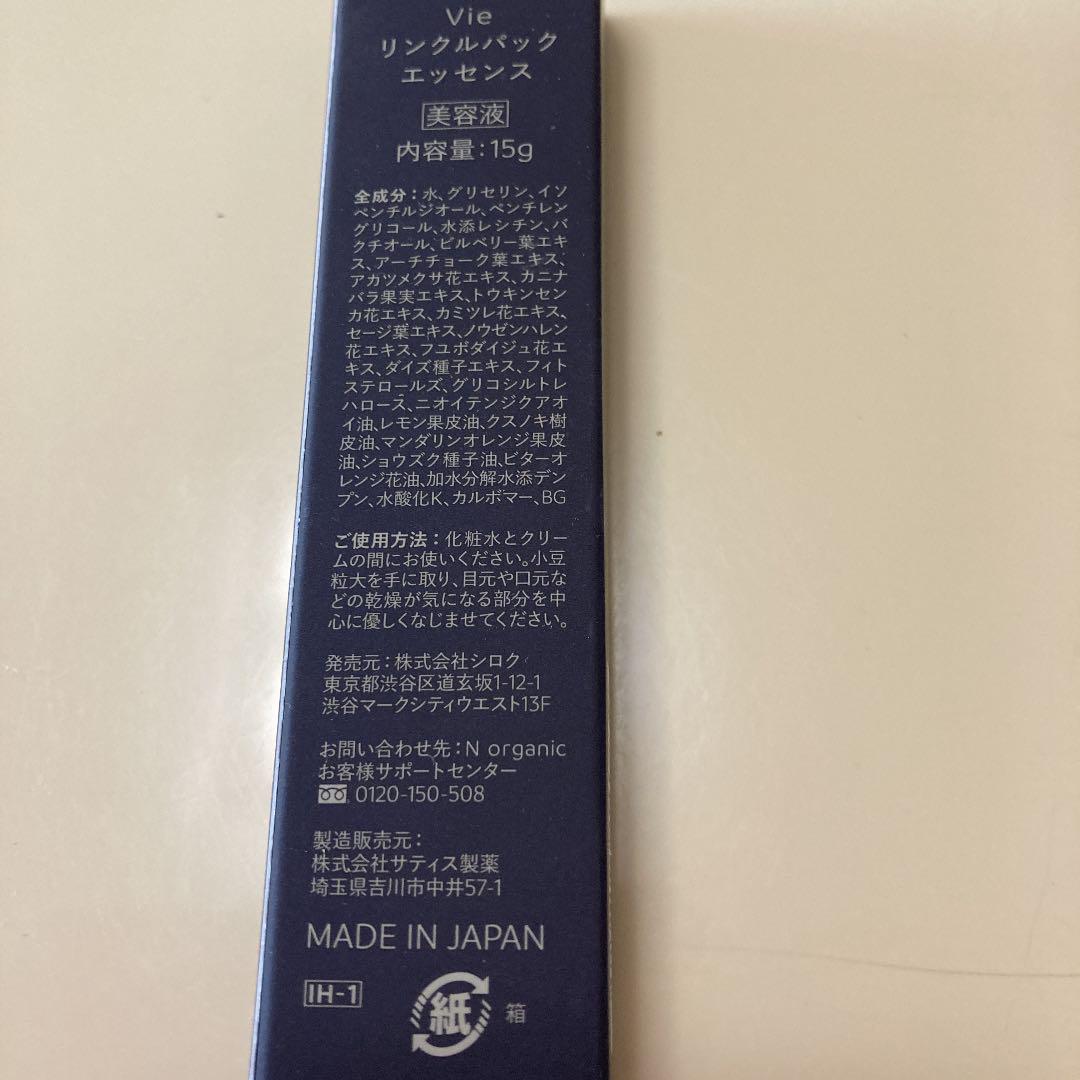 Vie
リンクルパック
エッセンス
美容液
内容量：15g
全成分：水、グリセリン、イソ
ペンチルジオール、ペンチレン
グリコール、水添レシチン、バ
クチオール、ビルベリー葉エキ
ス、アーチチョーク葉エキス、
アカツメクサ花エキス、カニナ
バラ果実エキス、トウキンセン
カ花エキス、カミツレ花エキス、
セージ葉エキス、ノウゼンハレン
花エキス、フユボダイジュ花エ
キス、ダイズ種子エキス、フィト
ステロールズ、グリコシルトレ
ハロース、ニオイテンジクアオ
イ油、レモン果皮油、クスノキ樹
皮油、マンダリンオレンジ果皮
油、ショウズク種子油、ビターオ
レンジ花油、加水分解水添デン
プン、水酸化K、カルボマー、BG
ご使用方法：化粧水とクリー
ムの間にお使いください。小豆
粒大を手に取り、目元や口元な
どの乾燥が気になる部分を中
心に優しくなじませてください。
発売元：株式会社シロク
東京都渋谷区道玄坂1-12-1
渋谷マークシティウエスト13F
お問い合わせ先：N organic
お客様サポートセンター
0120-150-508
製造販売元：
株式会社サティス製薬
埼玉県吉川市中井57-1
MADE IN JAPAN
IH-1
紙 箱